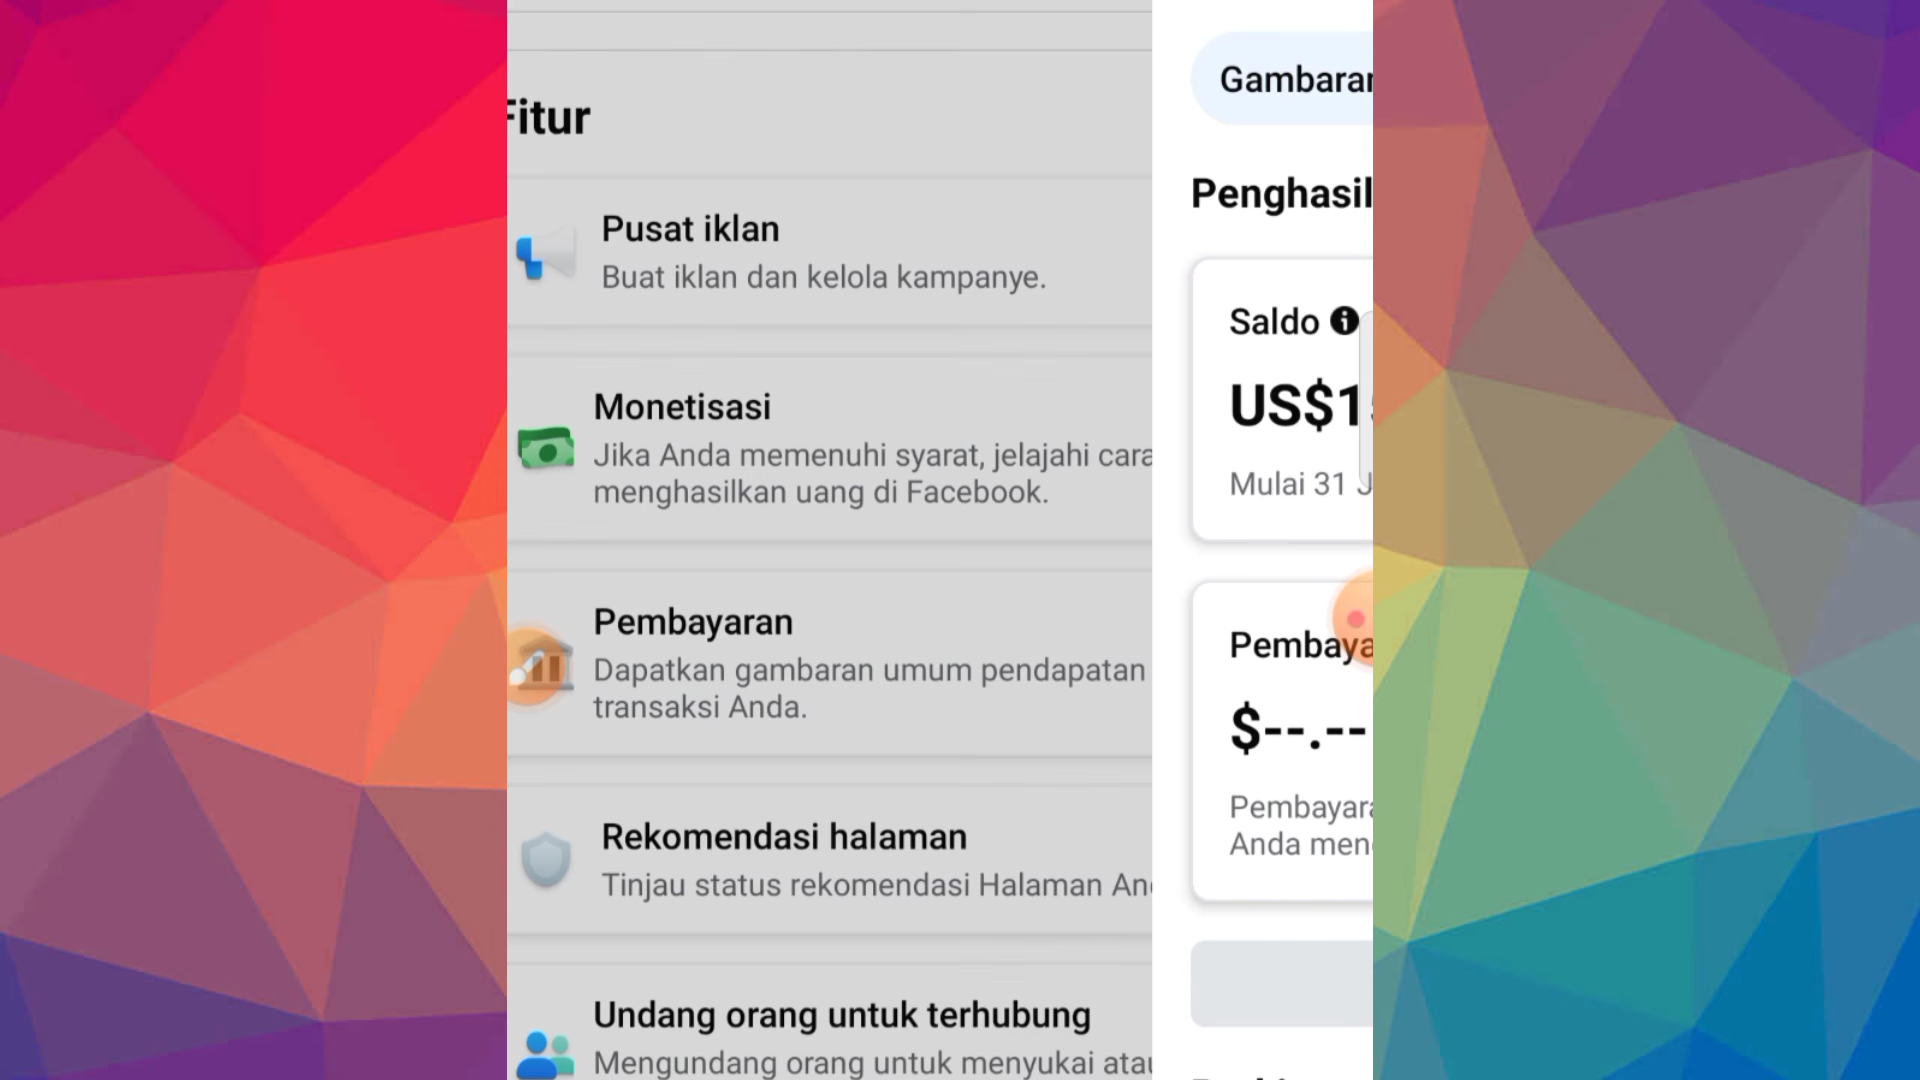 Fitur
Pusat iklan
Buat iklan dan kelola kampanye.
Monetisasi
Jika Anda memenuhi syarat, jelajahi cara
menghasilkan uang di Facebook.
Pembayaran
Dapatkan gambaran umum pendapatan
transaksi Anda.
Rekomendasi halaman
Tinjau status rekomendasi Halaman
Undang orang untuk terhubung
Mengundang orang untuk menyukai
Gambaran
Penghasil
Saldo
US$1
Mulai 31 J
Pembaya
$--.--
Pembayar
Anda men